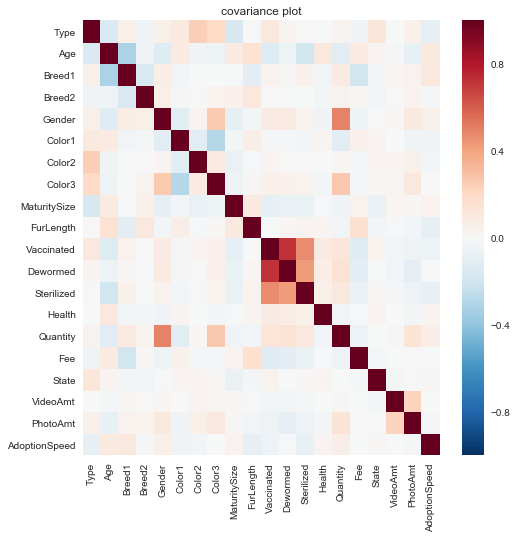 covariance plot
Type
Age
Breed1
Breed2
Gender
Color1
Color2
Color3
MaturitySize
FurLength
Vaccinated
Dewormed
Sterilized
Health
Quantity
Fee
State
VideoAmt
PhotoAmt
AdoptionSpeed
Type
Age
Breed1
Breed2
Gender
Color1
Color2
Color3
MaturitySize
FurLength
Vaccinated
Dewormed
Sterilized
Health
Quantity
Fee
State
VideoAmt
PhotoAmt
AdoptionSpeed
0.8
0.4
0.0
−0.4
−0.8